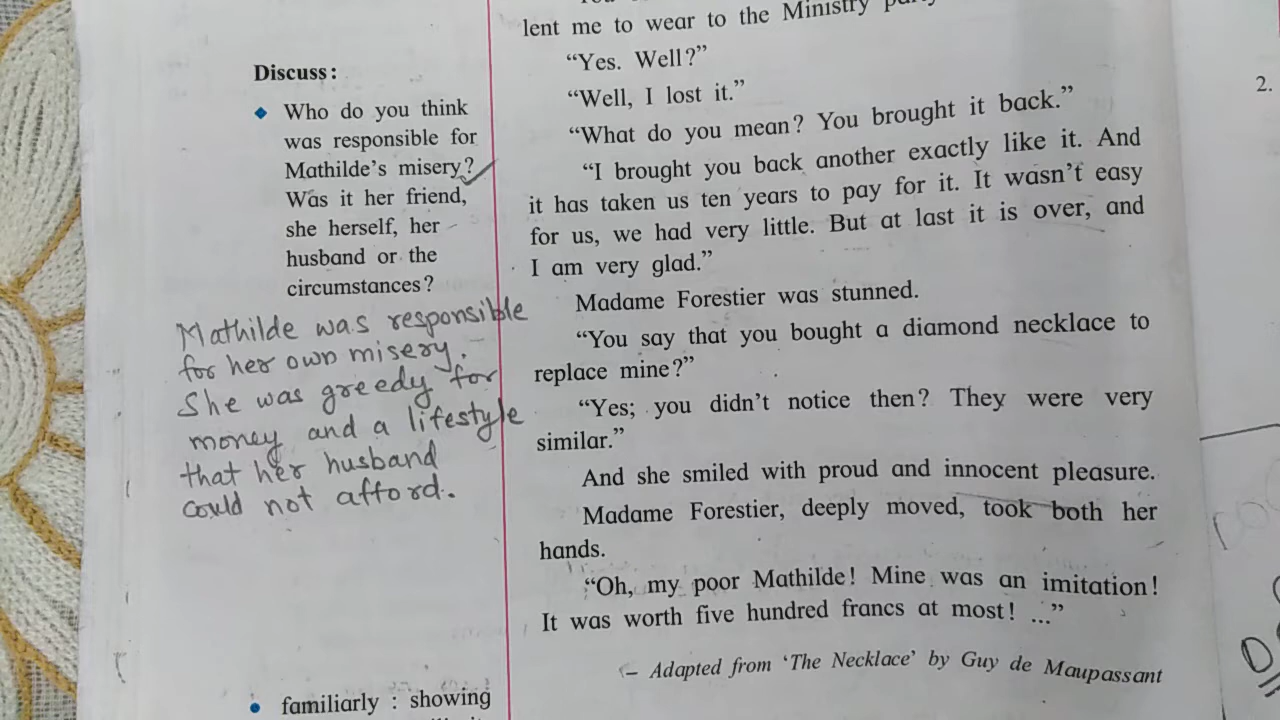 Discuss:
◆ Who do you think
was responsible for
Mathilde's misery?
Was it her friend,
she herself, her
husband or the
circumstances?
Mathilde was responsible
for her own misery.
She was greedy for
money and a lifestyle
that her husband
could not afford.
• familiarly : showing
lent me to wear to the Ministry
"Yes. Well?"
"Well, I lost it."
"What do you mean? You brought it back."
"I brought you back another exactly like it. And
it has taken us ten years to pay for it. It wasn't easy
for us, we had very little. But at last it is over, and
I am very glad."
Madame Forestier was stunned.
"You say that you bought a diamond necklace to
replace mine?"
"Yes; you didn't notice then? They were very
similar."
And she smiled with proud and innocent pleasure.
Madame Forestier, deeply moved, took both her
hands.
"Oh, my poor Mathilde! Mine was an imitation!
It was worth five hundred francs at most! ..."
– Adapted from 'The Necklace' by Guy de Maupassant
2.